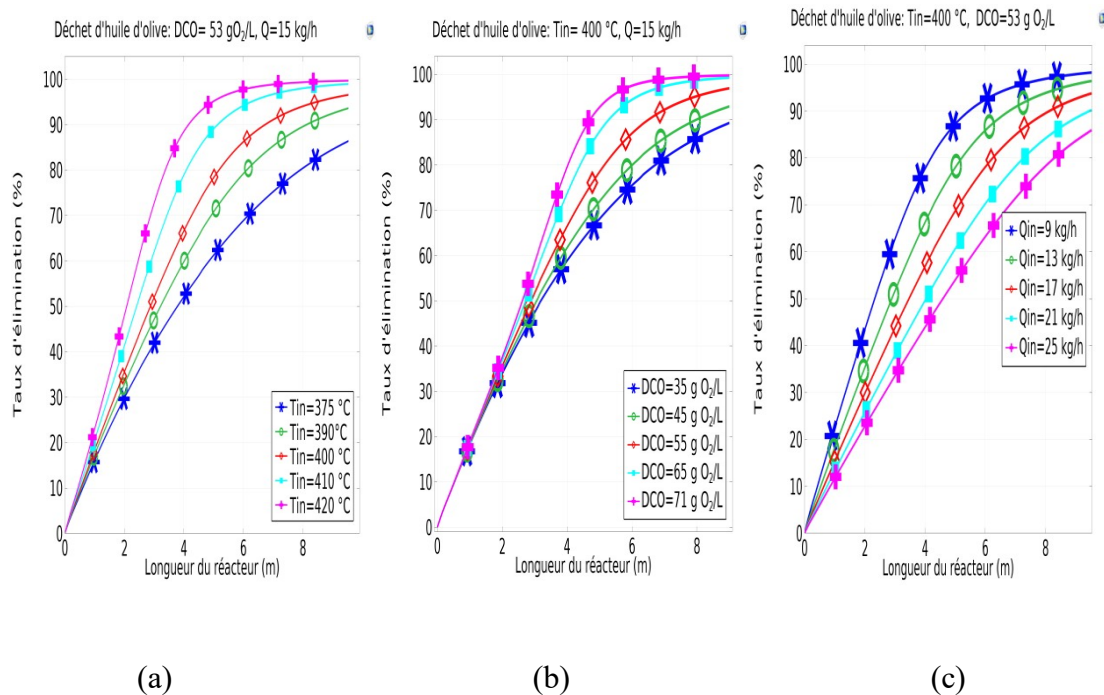 Déchet d'huile d'olive: DCO= 53 gO₂/L, Q=15 kg/h
Taux d'élimination (%)
100
90
80
70
60
50
40
30
20
10
0
0 2 4 6 8
Longueur du réacteur (m)
Tin=375 °C
Tin=390°C
Tin=400 °C
Tin=410 °C
Tin=420 °C
(a)
Déchet d'huile d'olive: Tin= 400 °C, Q=15 kg/h
Taux d'élimination (%)
100
90
80
70
60
50
40
30
20
10
0
0 2 4 6 8
Longueur du réacteur (m)
DCO=35 g O₂/L
DCO=45 g O₂/L
DCO=55 g O₂/L
DCO=65 g O₂/L
DCO=71 g O₂/L
(b)
Déchet d'huile d'olive: Tin=400 °C, DCO=53 g O₂/L
Taux d'élimination (%)
100
90
80
70
60
50
40
30
20
10
0
0 2 4 6 8
Longueur du réacteur (m)
Qin=9 kg/h
Qin=13 kg/h
Qin=17 kg/h
Qin=21 kg/h
Qin=25 kg/h
(c)